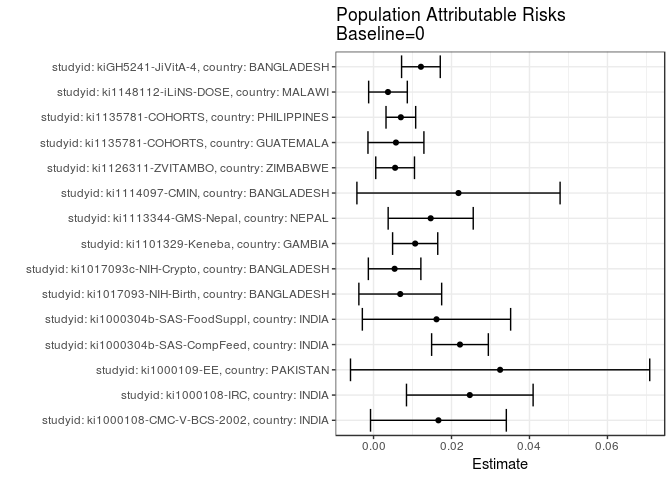 Population Attributable Risks
Baseline=0
studyid: kiGH5241-JiVitA-4, country: BANGLADESH
studyid: ki1148112-iLiNS-DOSE, country: MALAWI
studyid: ki1135781-COHORTS, country: PHILIPPINES
studyid: ki1135781-COHORTS, country: GUATEMALA
studyid: ki1126311-ZVITAMBO, country: ZIMBABWE
studyid: ki1114097-CMIN, country: BANGLADESH
studyid: ki1113344-GMS-Nepal, country: NEPAL
studyid: ki1101329-Keneba, country: GAMBIA
studyid: ki1017093c-NIH-Crypto, country: BANGLADESH
studyid: ki1017093-NIH-Birth, country: BANGLADESH
studyid: ki1000304b-SAS-FoodSuppl, country: INDIA
studyid: ki1000304b-SAS-CompFeed, country: INDIA
studyid: ki1000109-EE, country: PAKISTAN
studyid: ki1000108-IRC, country: INDIA
studyid: ki1000108-CMC-V-BCS-2002, country: INDIA
0.00 0.02 0.04 0.06
Estimate